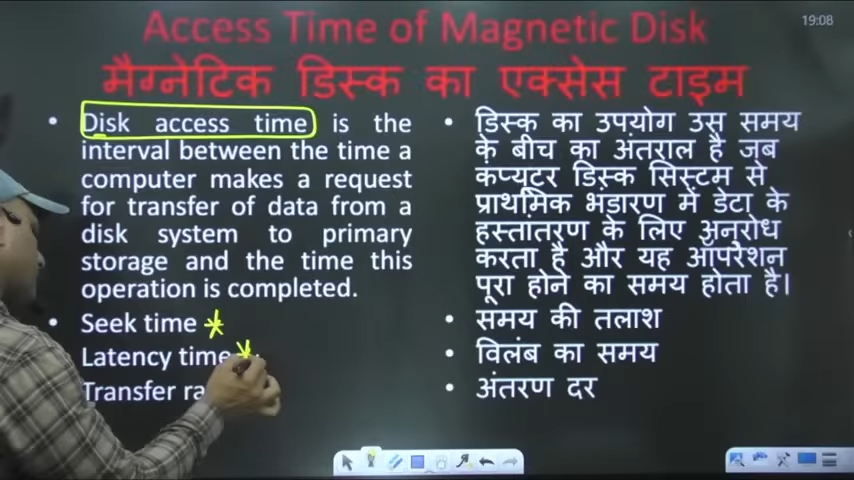 19:08
Access Time of Magnetic Disk
मैग्नेटिक डिस्क का एक्सेस टाइम
• Disk access time is the
interval between the time a
computer makes a request
for transfer of data from a
disk system to primary
storage and the time this
operation is completed.
• Seek time
Latency time
Transfer
• डिस्क का उपयोग उस समय
के बीच का अंतराल है जब
कंप्यूटर डिस्क सिस्टम से
प्राथमिक भंडारण में डेटा के
हस्तांतरण के लिए अनुरोध
करता है और यह ऑपरेशन
पूरा होने का समय होता है।
• समय की तलाश
• विलंब का समय
• अंतरण दर